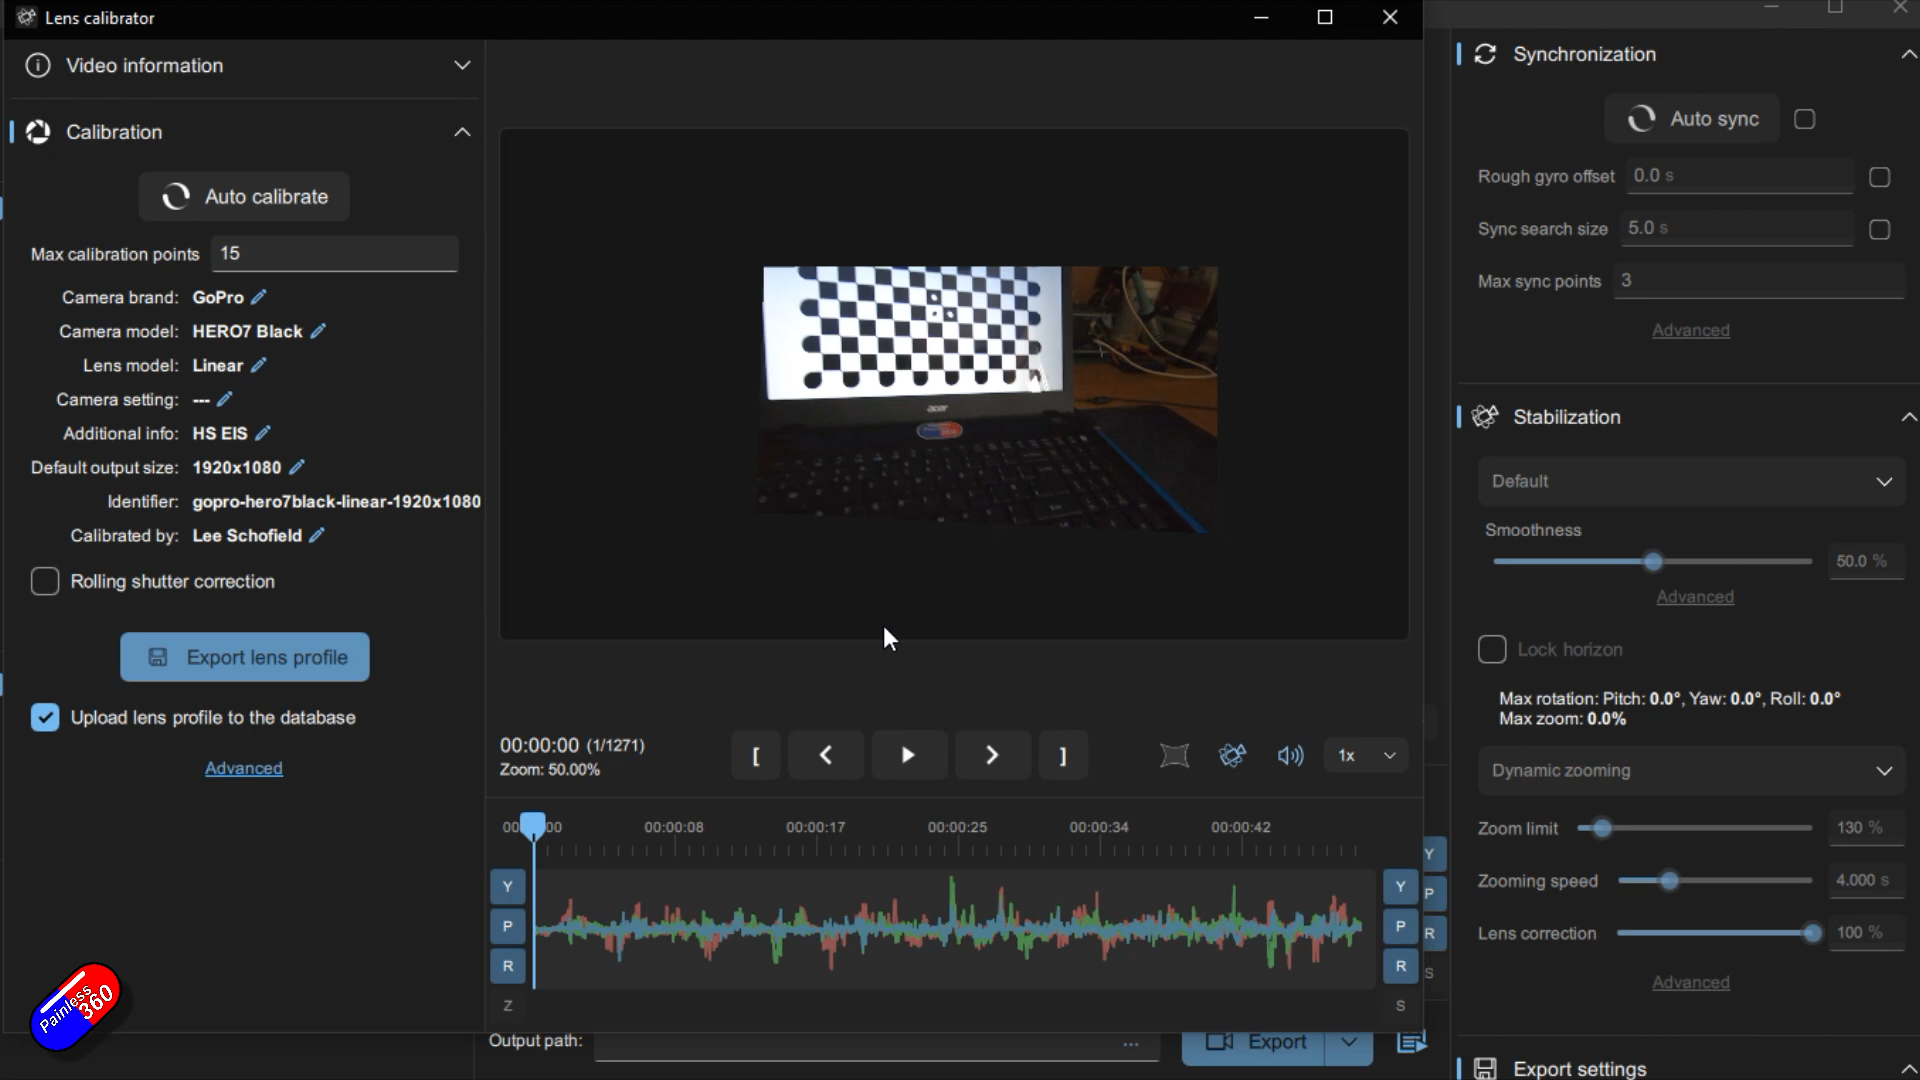 Lens calibrator
Video information
Calibration
Auto calibrate
Max calibration points 15
Camera brand: GoPro
Camera model: HERO7 Black
Lens model: Linear
Camera setting: ---
Additional info: HS EIS
Default output size: 1920x1080
Identifier: gopro-hero7black-linear-1920x1080
Calibrated by: Lee Schofield
Rolling shutter correction
Export lens profile
Upload lens profile to the database
Advanced
acer
00:00:00 (1/1271)
Zoom: 50.00%
[
]
1x
00:00:08
00:00:17
00:00:25
00:00:34
00:00:42
Y
P
R
Z
Y
P
R
S
Y
P
R
S
Output path:
...
Export
Synchronization
Auto sync
Rough gyro offset 0.0 s
Sync search size 5.0 s
Max sync points 3
Advanced
Stabilization
Default
Smoothness
50.0 %
Advanced
Lock horizon
Max rotation: Pitch: 0.0°, Yaw: 0.0°, Roll: 0.0°
Max zoom: 0.0%
Dynamic zooming
Zoom limit 130 %
Zooming speed 4.000 s
Lens correction 100 %
Advanced
Export settings
Painless
360